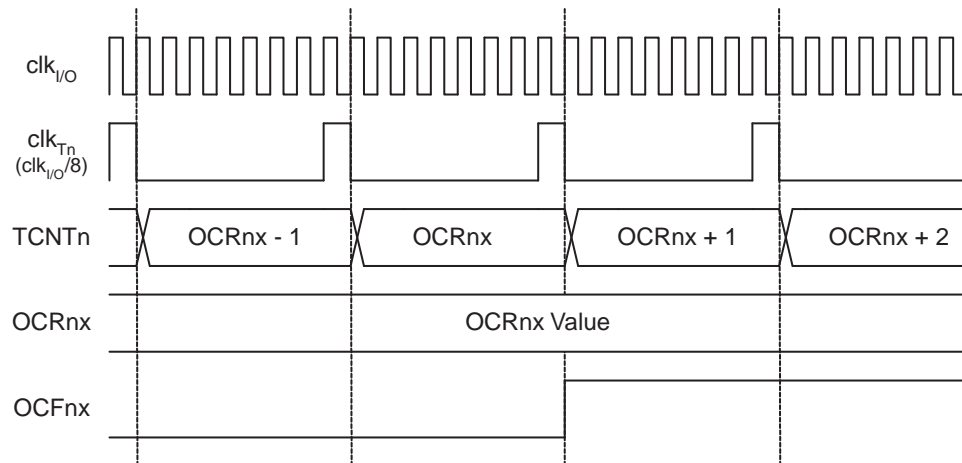 clkI/O
clkTn
(clkI/O/8)
TCNTn OCRnx - 1 OCRnx OCRnx + 1 OCRnx + 2
OCRnx OCRnx Value
OCFnx